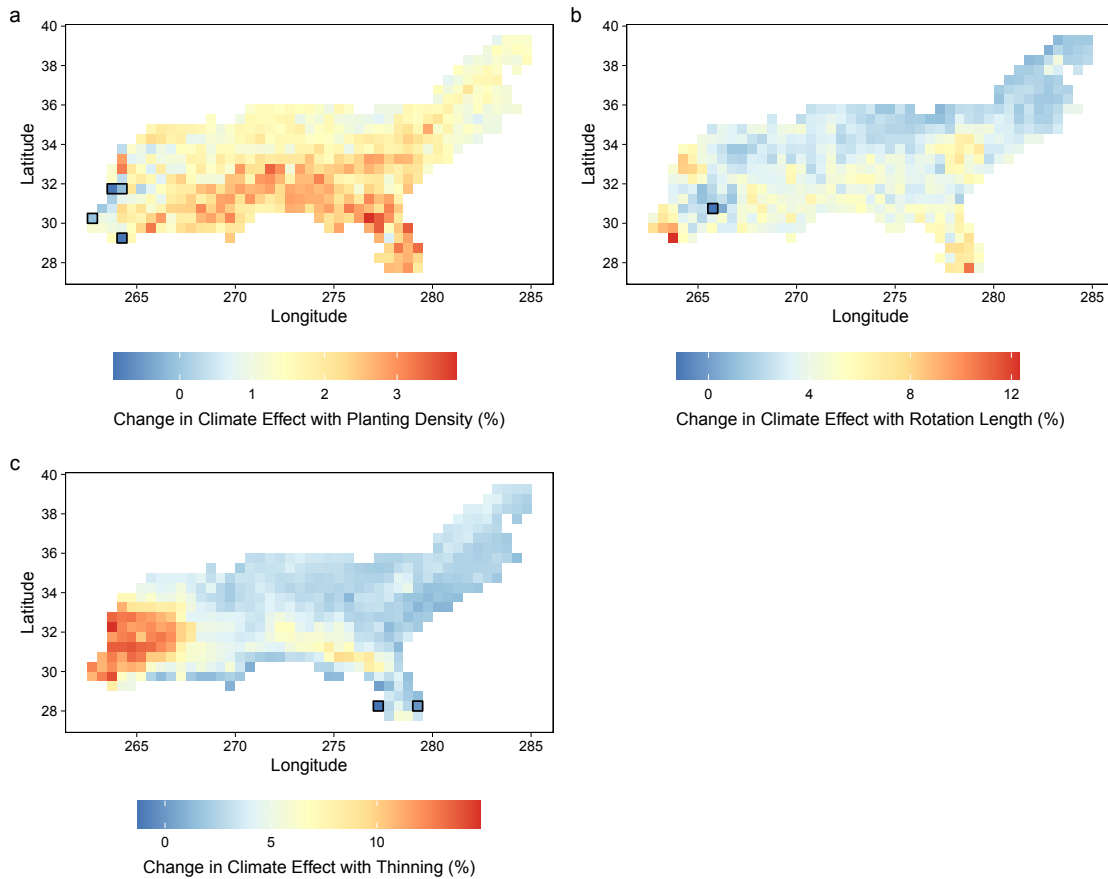 a
40
38
36
34
32
30
28
Latitude
265 270 275 280 285
Longitude
0 1 2 3
Change in Climate Effect with Planting Density (%)
b
40
38
36
34
32
30
28
Latitude
265 270 275 280 285
Longitude
0 4 8 12
Change in Climate Effect with Rotation Length (%)
c
40
38
36
34
32
30
28
Latitude
265 270 275 280 285
Longitude
0 5 10
Change in Climate Effect with Thinning (%)